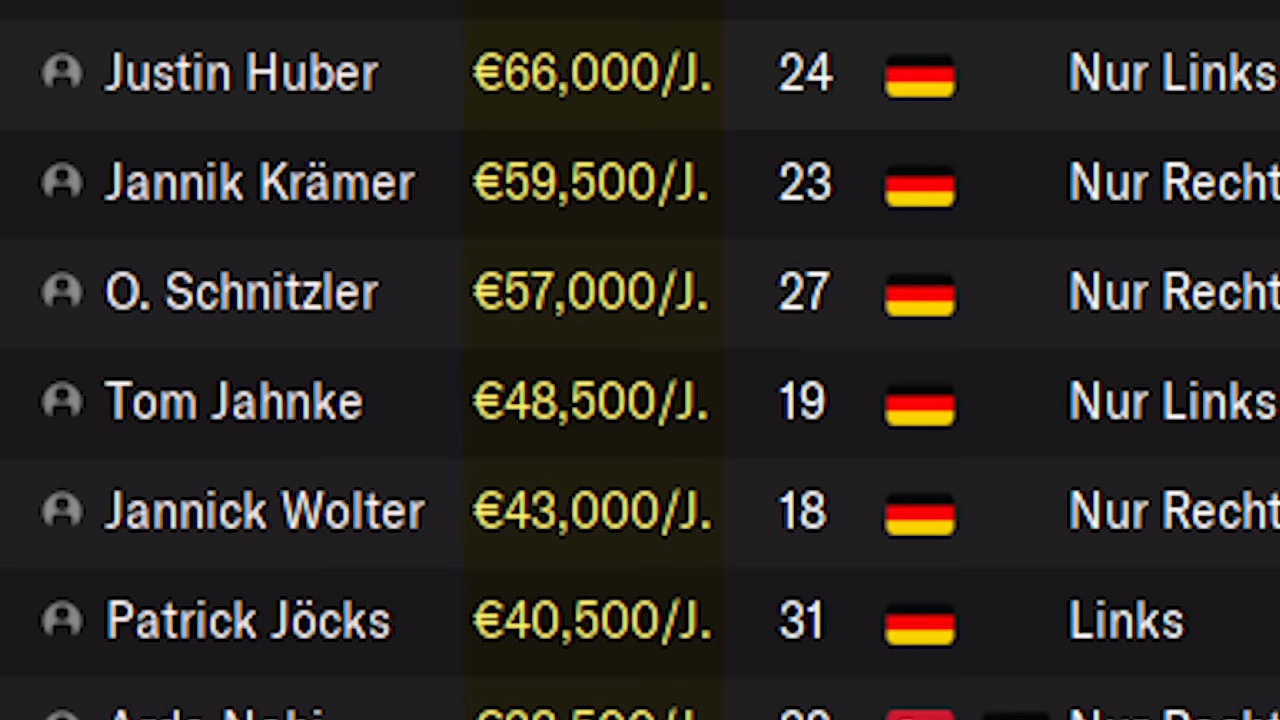 Justin Huber €66,000/J. 24 Nur Links
Jannik Krämer €59,500/J. 23 Nur Recht
O. Schnitzler €57,000/J. 27 Nur Recht
Tom Jahnke €48,500/J. 19 Nur Links
Jannick Wolter €43,000/J. 18 Nur Recht
Patrick Jöcks €40,500/J. 31 Links